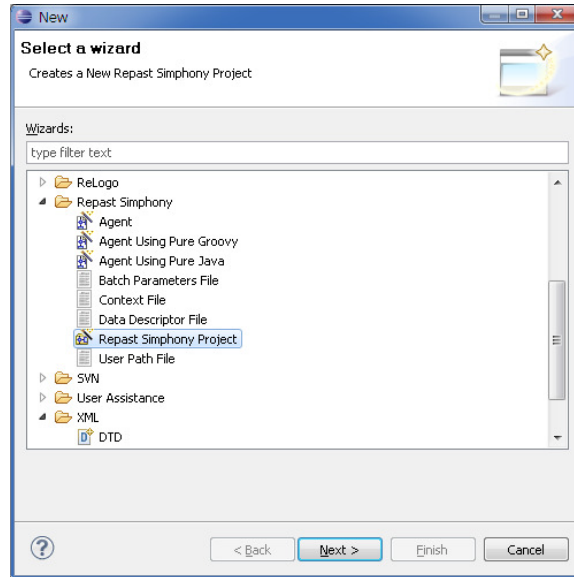 New
Select a wizard
Creates a New Repast Simphony Project
Wizards:
type filter text
ReLogo
Repast Simphony
Agent
Agent Using Pure Groovy
Agent Using Pure Java
Batch Parameters File
Context File
Data Descriptor File
Repast Simphony Project
User Path File
SVN
User Assistance
XML
DTD
? < Back Next > Finish Cancel